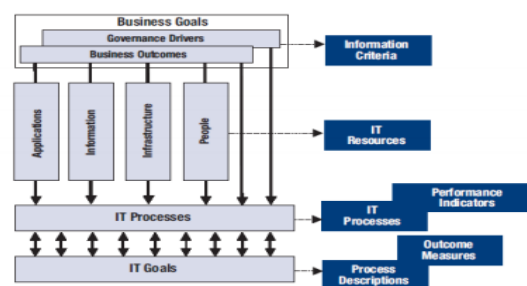 Business Goals
Governance Drivers
Business Outcomes
Information
Criteria
Applications
Information
Infrastructure
People
IT
Resources
IT Processes
Performance
Indicators
IT
Processes
IT Goals
Outcome
Measures
Process
Descriptions